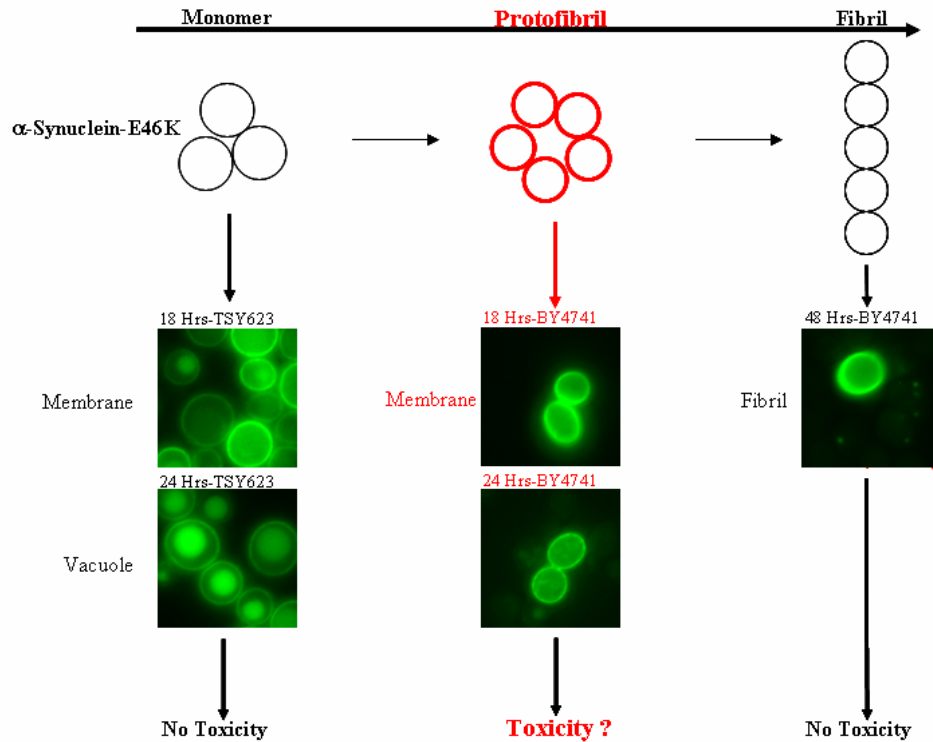 Monomer Protofibril Fibril
α-Synuclein-E46K
18 Hrs-TSY623 18 Hrs-BY4741 48 Hrs-BY4741
Membrane Membrane Fibril
24 Hrs-TSY623 24 Hrs-BY4741
Vacuole
No Toxicity Toxicity ? No Toxicity